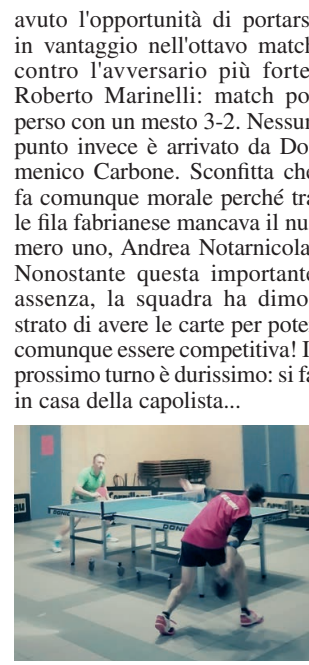 avuto l'opportunità di portars
in vantaggio nell'ottavo match
contro l'avversario più forte
Roberto Marinelli: match po
perso con un mesto 3-2. Nessun
punto invece è arrivato da Do
menico Carbone. Sconfitta che
fa comunque morale perché tra
le fila fabrianese mancava il nu
mero uno, Andrea Notarnicola
Nonostante questa importante
assenza, la squadra ha dimo
strato di avere le carte per pote
comunque essere competitiva! I
prossimo turno è durissimo: si fa
in casa della capolista...
DONIC